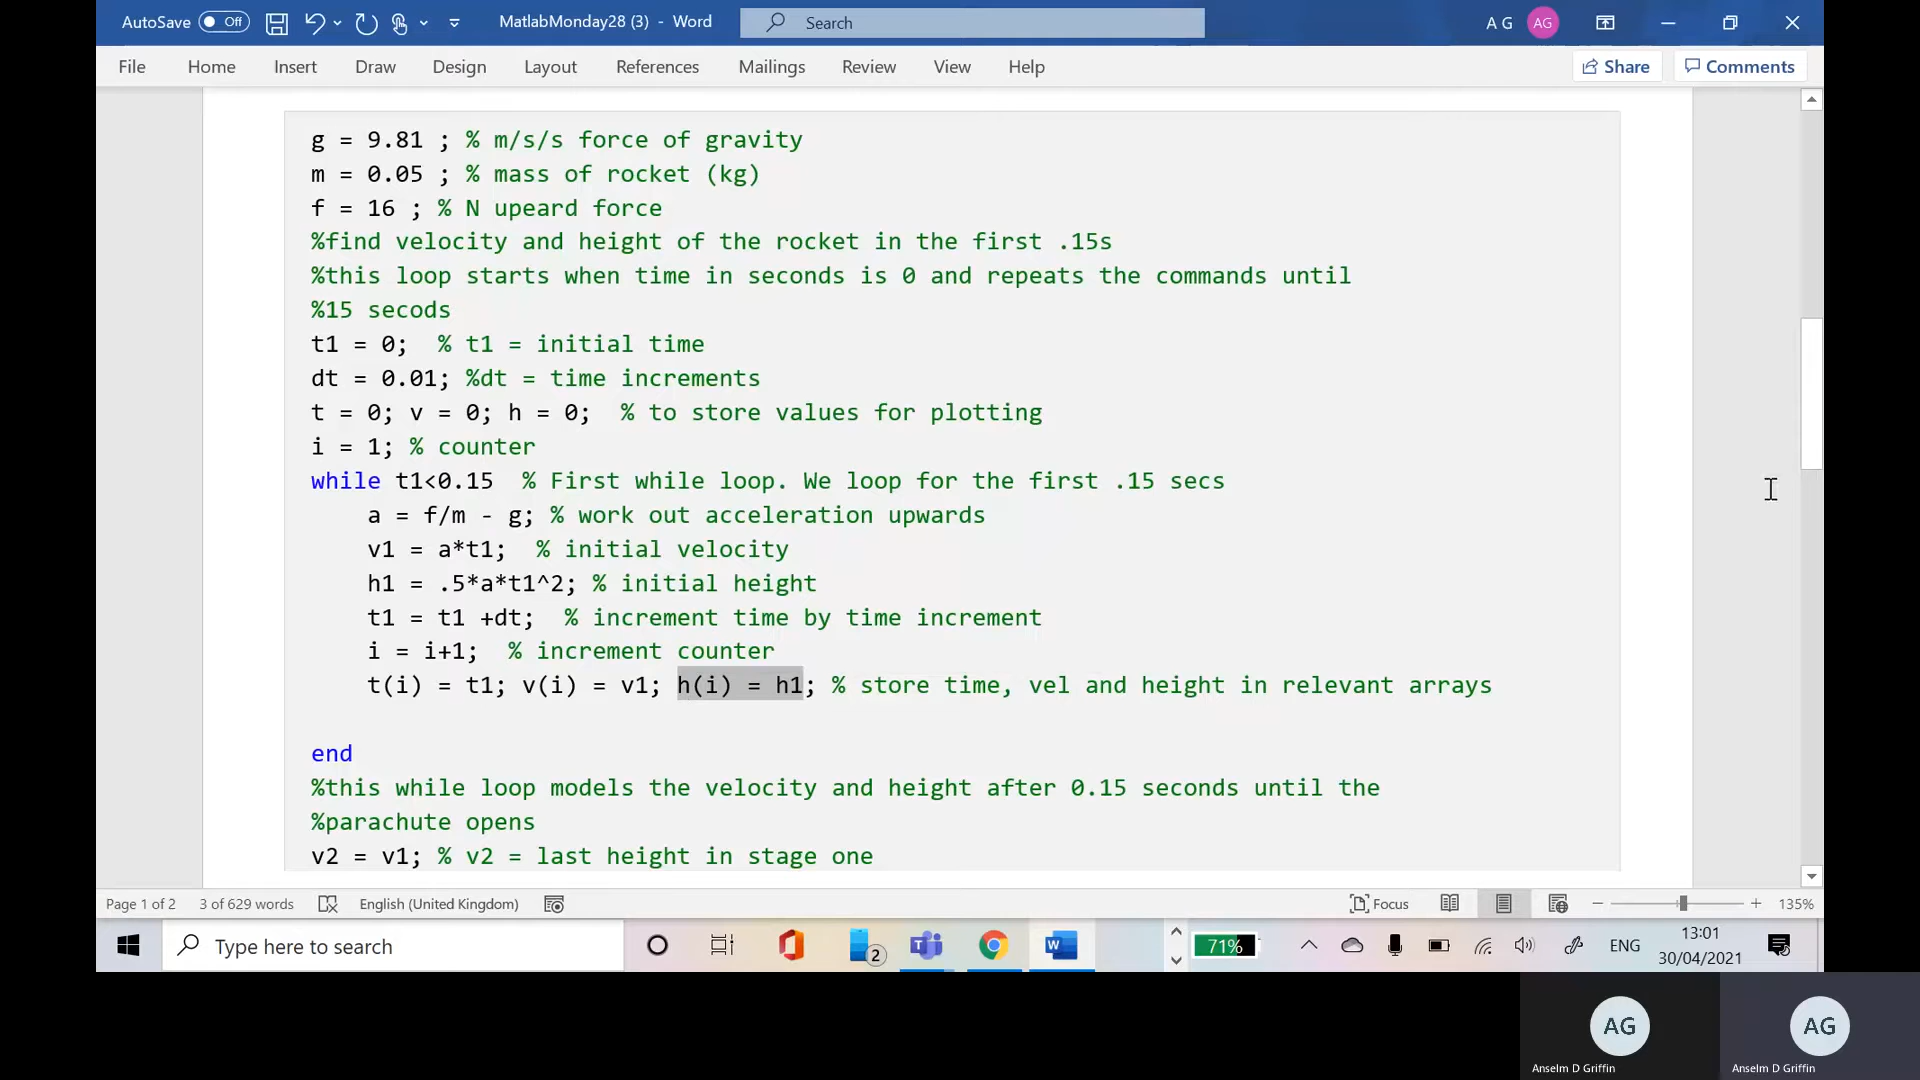 AutoSave Off MatlabMonday28 (3) - Word Search A G AG
File Home Insert Draw Design Layout References Mailings Review View Help Share Comments
g = 9.81 ; % m/s/s force of gravity
m = 0.05 ; % mass of rocket (kg)
f = 16 ; % N upeard force
%find velocity and height of the rocket in the first .15s
%this loop starts when time in seconds is 0 and repeats the commands until
%15 secods
t1 = 0;  % t1 = initial time
dt = 0.01; %dt = time increments
t = 0; v = 0; h = 0;  % to store values for plotting
i = 1; % counter
while t1<0.15  % First while loop. We loop for the first .15 secs
    a = f/m - g; % work out acceleration upwards
    v1 = a*t1;  % initial velocity
    h1 = .5*a*t1^2; % initial height
    t1 = t1 +dt;  % increment time by time increment
    i = i+1;  % increment counter
    t(i) = t1; v(i) = v1; h(i) = h1; % store time, vel and height in relevant arrays
end
%this while loop models the velocity and height after 0.15 seconds until the
%parachute opens
v2 = v1; % v2 = last height in stage one
Page 1 of 2 3 of 629 words English (United Kingdom) Focus 135%
Type here to search 2 W 71% ENG 13:01
30/04/2021
AG AG
Anselm D Griffin Anselm D Griffin